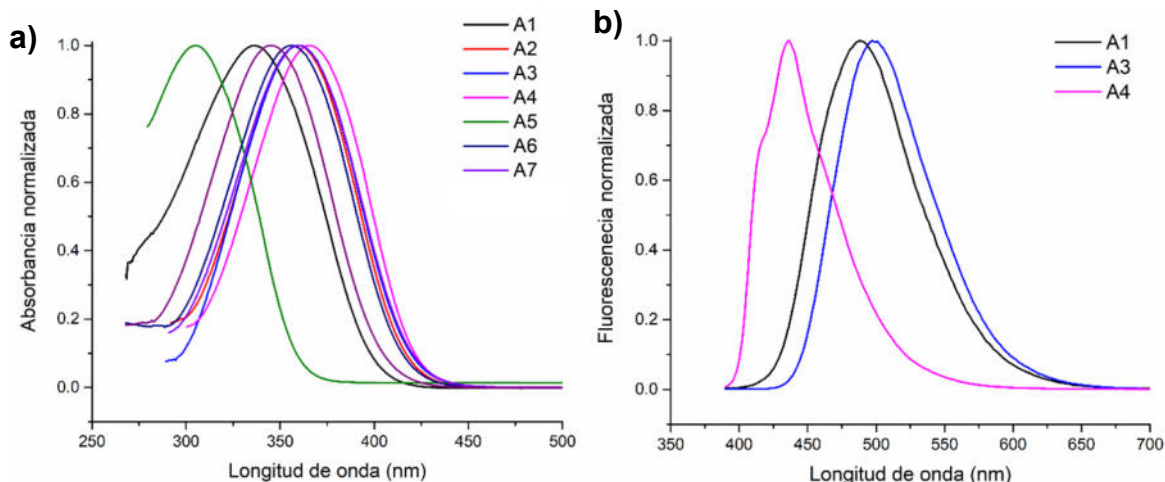 a)
A1
A2
A3
A4
A5
A6
A7
1.0
0.8
0.6
0.4
0.2
0.0
Absorbancia normalizada
250 300 350 400 450 500
Longitud de onda (nm)
b)
A1
A3
A4
1.0
0.8
0.6
0.4
0.2
0.0
Fluorescenecia normalizada
350 400 450 500 550 600 650 700
Longitud de onda (nm)